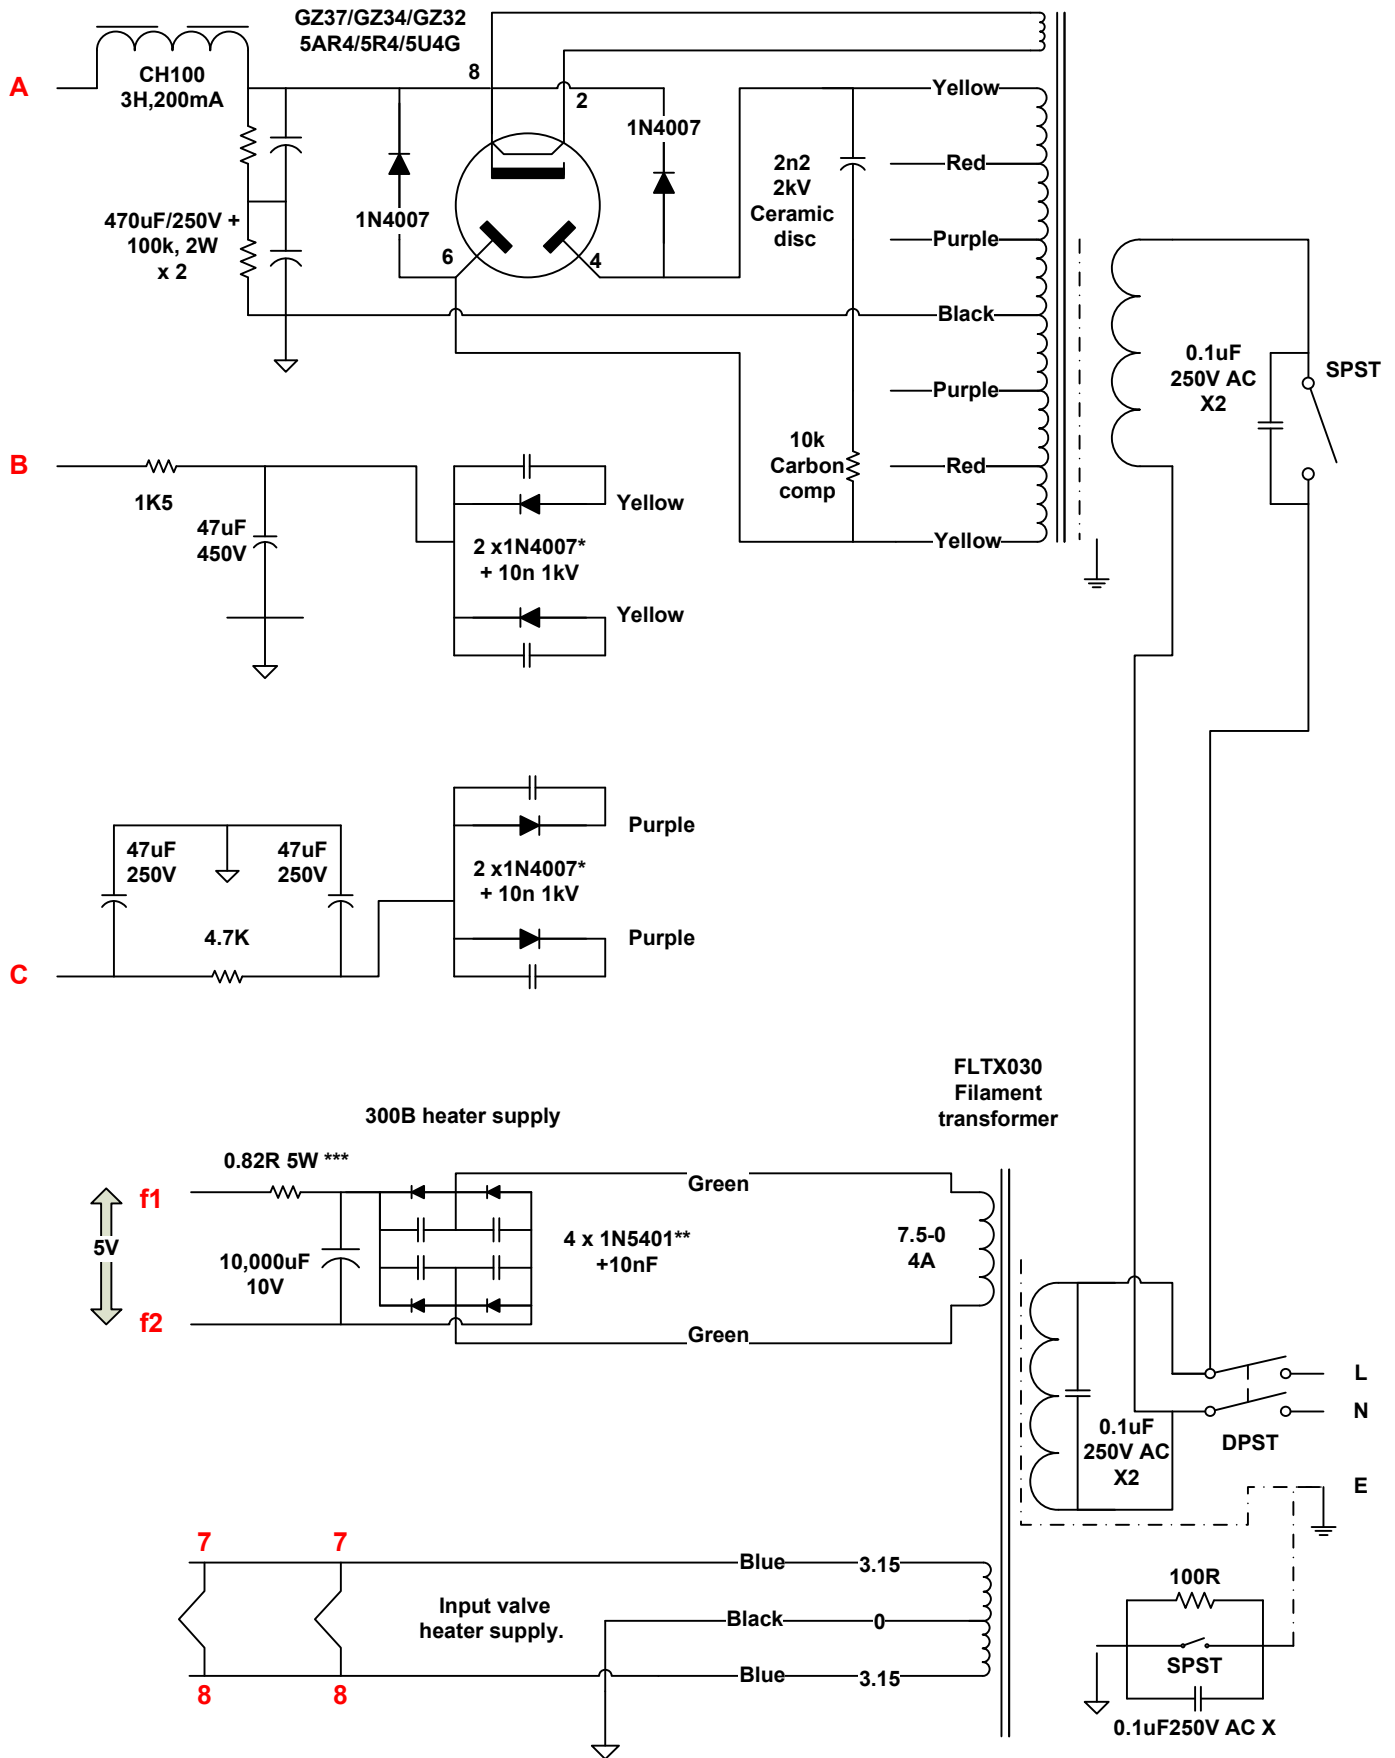 GZ37/GZ34/GZ32
5AR4/5R4/5U4G
8
2
A
CH100
3H,200mA
Yellow
1N4007
2n2
2kV
Ceramic
disc
Red
470uF/250V +
100k, 2W
x 2
1N4007
6
4
Purple
Black
0.1uF
250V AC
X2
SPST
Purple
10k
Carbon
comp
Red
Yellow
B
1K5
47uF
450V
Yellow
2 x1N4007*
+ 10n 1kV
Yellow
47uF
250V
47uF
250V
Purple
2 x1N4007*
+ 10n 1kV
Purple
4.7K
C
FLTX030
Filament
transformer
300B heater supply
0.82R 5W ***
f1
5V
10,000uF
10V
f2
Green
4 x 1N5401**
+10nF
7.5-0
4A
Green
L
N
0.1uF
250V AC
X2
DPST
E
7
7
Blue
3.15
Input valve
heater supply.
Black
0
Blue
3.15
8
8
100R
SPST
0.1uF250V AC X